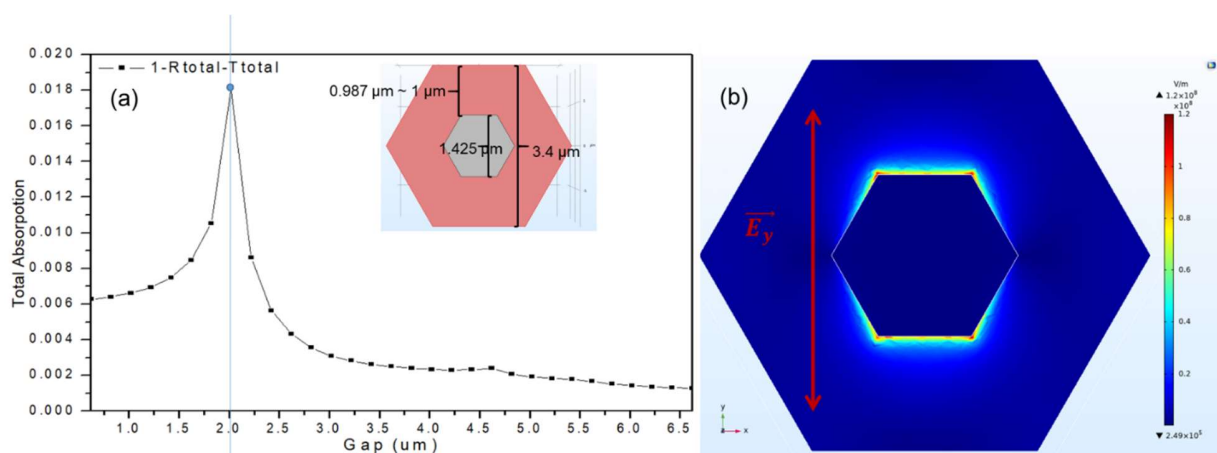 0.020
0.018
0.016
0.014
0.012
0.010
0.008
0.006
0.004
0.002
0.000
Total Absorpotion
1-Rtotal-Ttotal
(a)
0.987 μm ~ 1 μm
1.425 μm
3.4 μm
1.0 1.5 2.0 2.5 3.0 3.5 4.0 4.5 5.0 5.5 6.0 6.5
Gap (um)
(b)
E_y
y
x
V/m
▲ 1.2×10⁸
×10⁸
1.2
1
0.8
0.6
0.4
0.2
▼ 2.49×10⁵